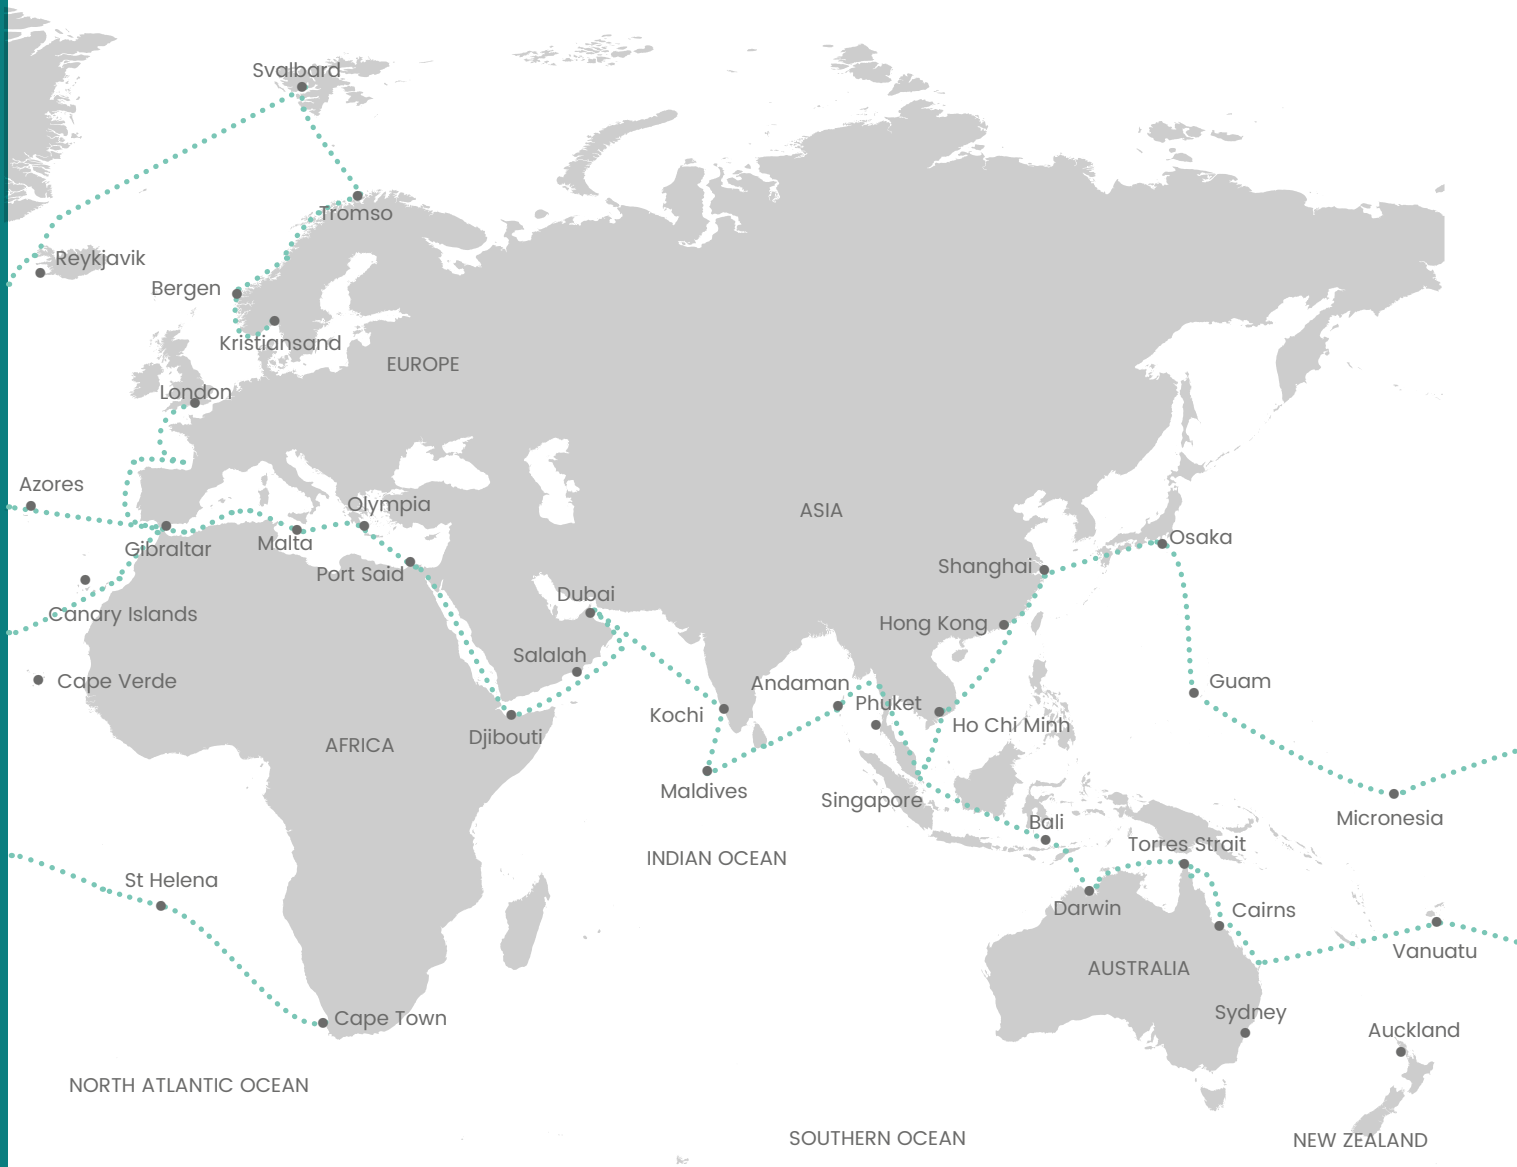 Svalbard
Tromso
Reykjavik
Bergen
Kristiansand
EUROPE
London
Azores
Olympia
ASIA
Gibraltar
Malta
Osaka
Port Said
Shanghai
Dubai
Canary Islands
Hong Kong
Salalah
Cape Verde
Andaman
Guam
Phuket
Kochi
Ho Chi Minh
Djibouti
AFRICA
Maldives
Singapore
Micronesia
Bali
Torres Strait
INDIAN OCEAN
St Helena
Darwin
Cairns
Vanuatu
AUSTRALIA
Sydney
Cape Town
Auckland
NORTH ATLANTIC OCEAN
SOUTHERN OCEAN
NEW ZEALAND